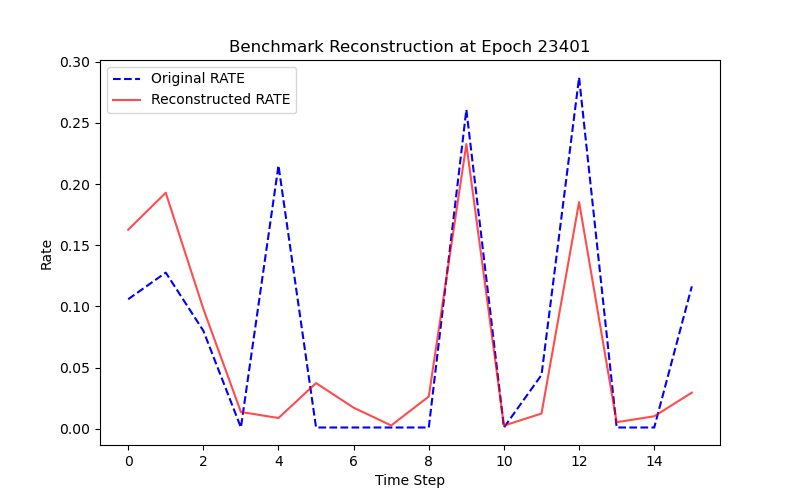 Benchmark Reconstruction at Epoch 23401
Original RATE
Reconstructed RATE
0.30
0.25
0.20
0.15
0.10
0.05
0.00
Rate
0 2 4 6 8 10 12 14
Time Step